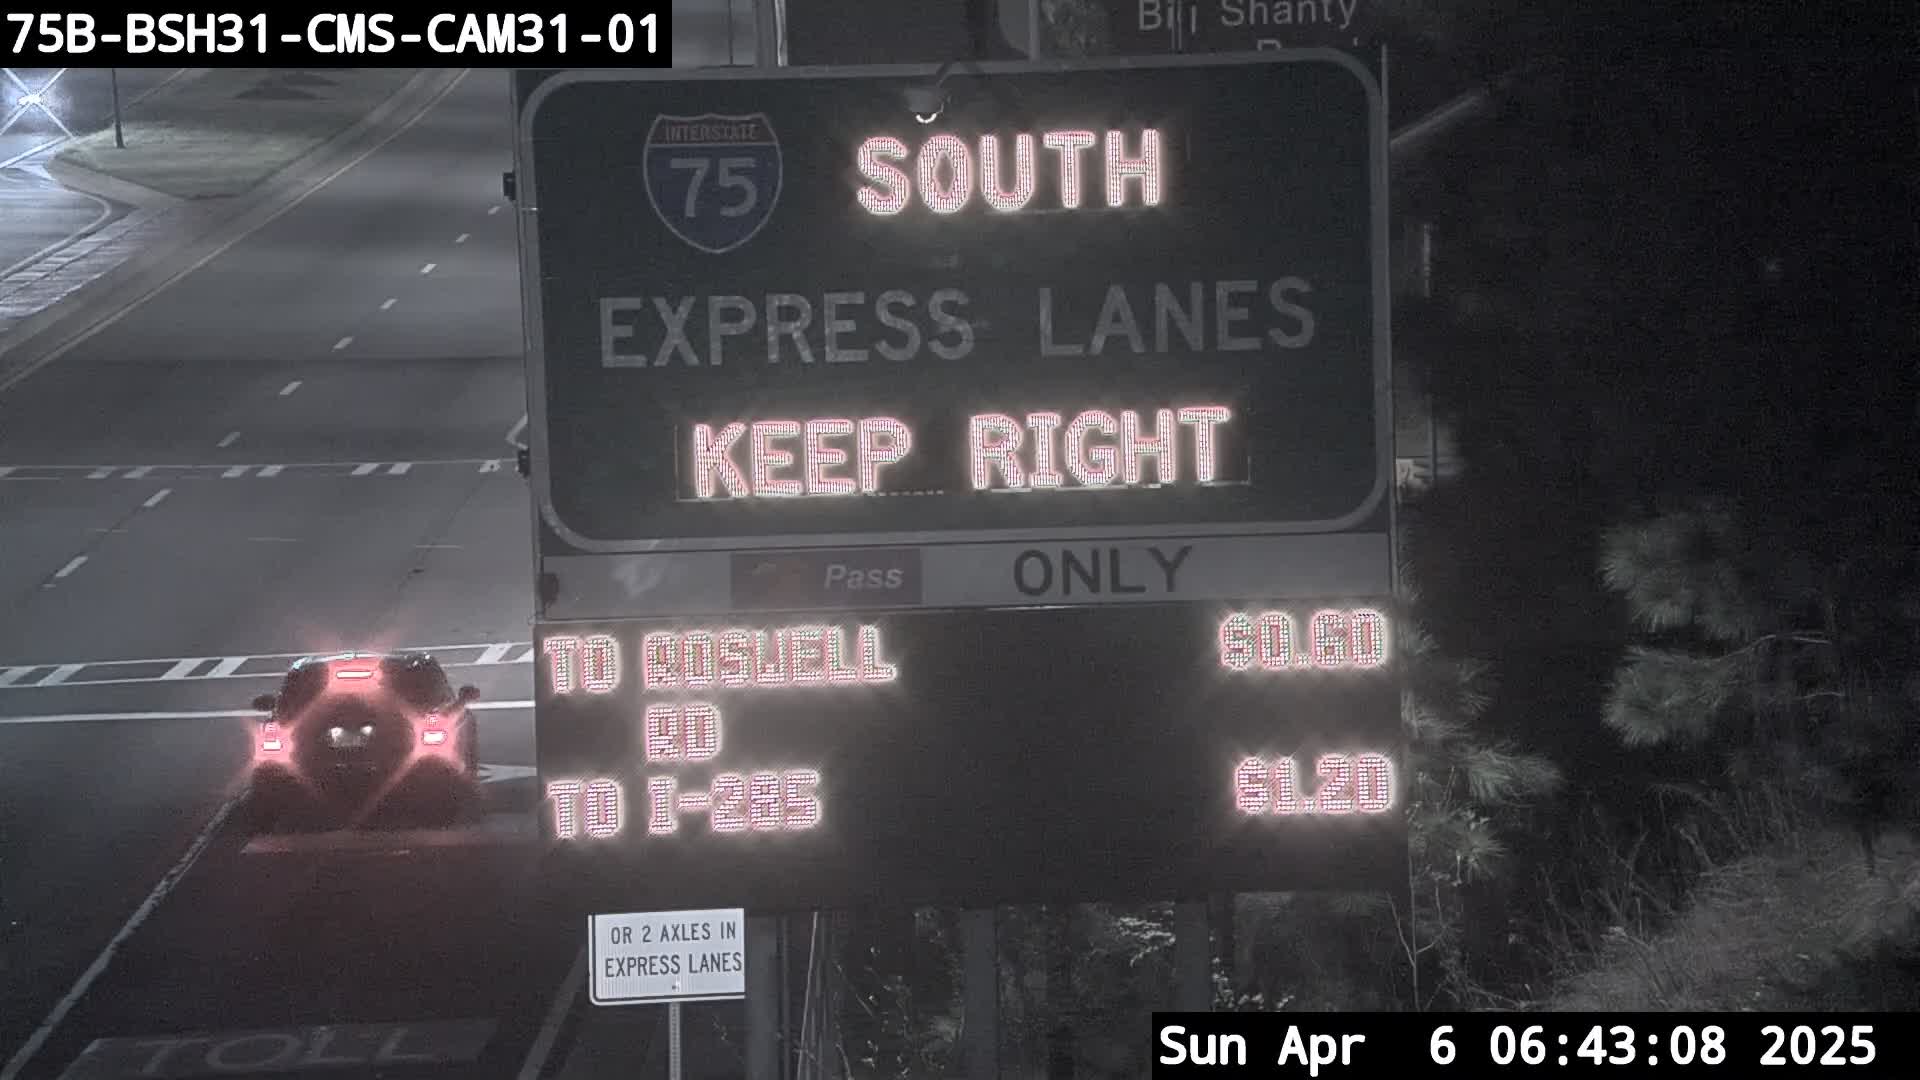 75B-BSH31-CMS-CAM31-01
Bill Shanty
INTERSTATE
75
SOUTH
EXPRESS LANES
KEEP RIGHT
Pass
ONLY
TO ROSWELL $0.60
RD
TO I-285 $1.20
OR 2 AXLES IN
EXPRESS LANES
TOLL
Sun Apr 6 06:43:08 2025